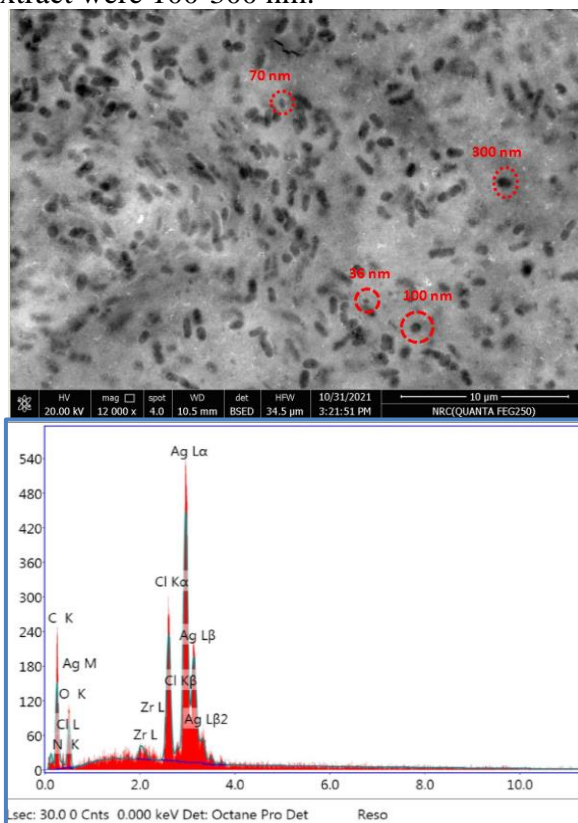 xtract were 100-300 nm.
70 nm
300 nm
36 nm
100 nm
HV mag spot WD det HFW 10/31/2021 10 µm
20.00 kV 12 000 x 4.0 10.5 mm BSED 34.5 µm 3:21:51 PM NRC(QUANTA FEG250)
540
480
420
360
300
240
180
120
60
0
Ag Lα
Cl Kα
C K
Ag Lβ
Ag M
Cl Kβ
O K
Zr L
Ag Lβ2
Cl L
Zr L
N K
0.0 2.0 4.0 6.0 8.0 10.0
Lsec: 30.0 0 Cnts 0.000 keV Det: Octane Pro Det Reso